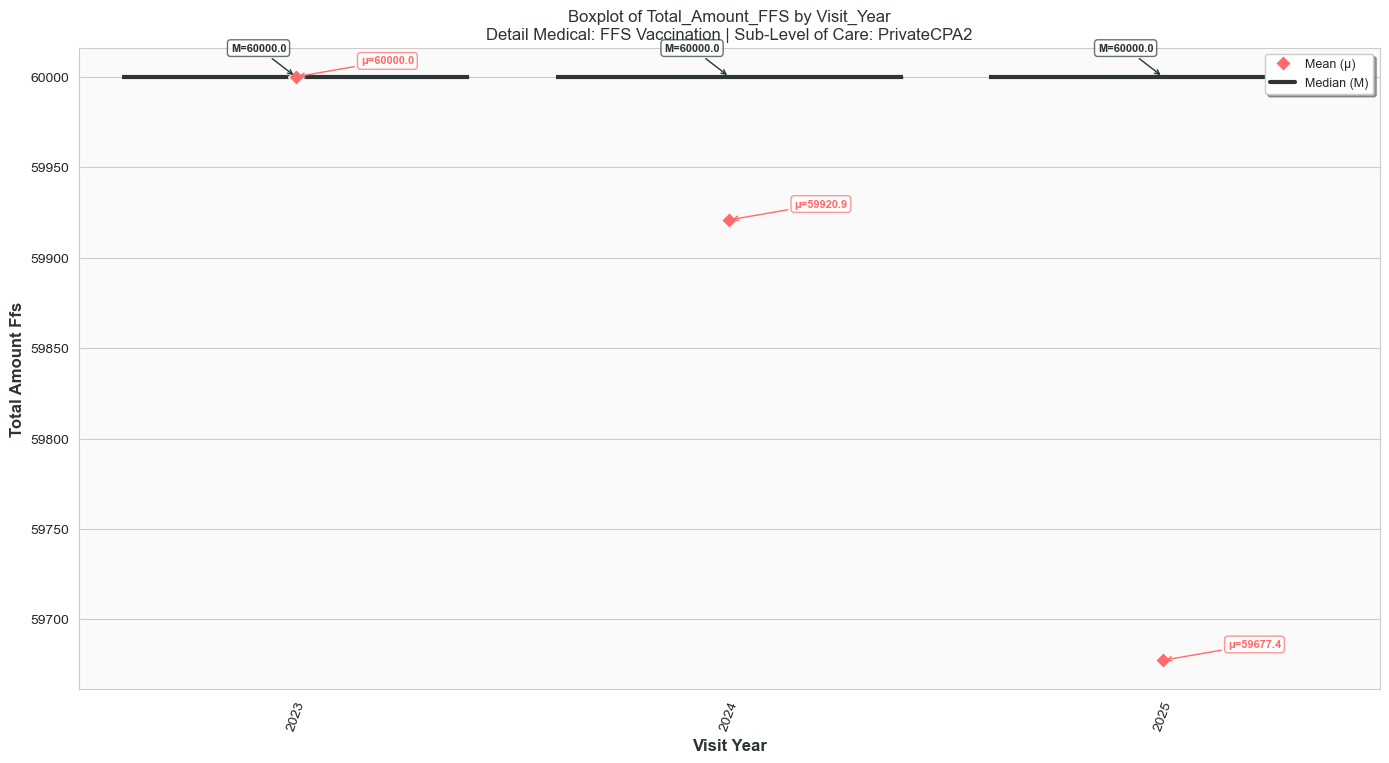 Boxplot of Total_Amount_FFS by Visit_Year
Detail Medical: FFS Vaccination | Sub-Level of Care: PrivateCPA2
M=60000.0
μ=60000.0
M=60000.0
M=60000.0
Mean (μ)
Median (M)
60000
59950
59900
59850
59800
59750
59700
μ=59920.9
μ=59677.4
Total Amount Ffs
2023
2024
2025
Visit Year